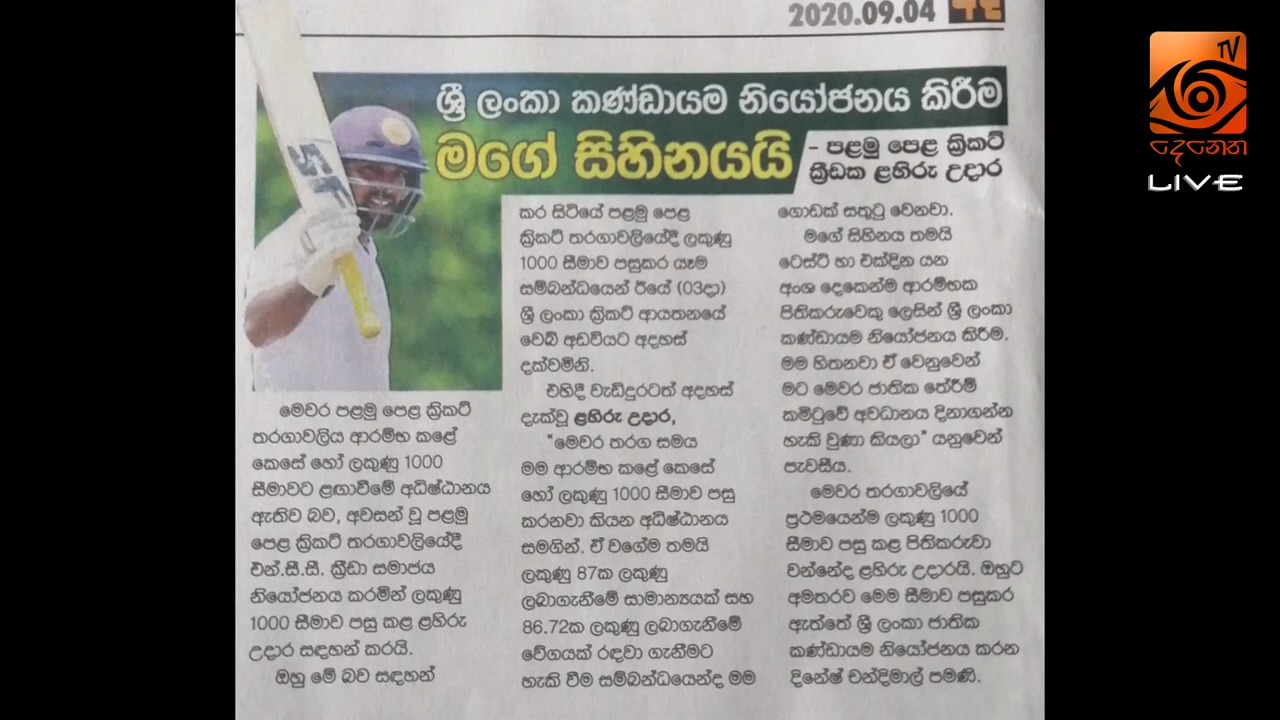 2020.09.04
ශ්‍රී ලංකා කණ්ඩායම නියෝජනය කිරීම
මගේ සිහිනයයි
- පළමු පෙළ ක්‍රිකට්
ක්‍රීඩක ළහිරු උදාර
මෙවර පළමු පෙළ ක්‍රිකට්
තරගාවලිය ආරම්භ කළේ
කෙසේ හෝ ලකුණු 1000
සීමාවට ළඟාවීමේ අධිෂ්ඨානය
ඇතිව බව, අවසන් වූ පළමු
පෙළ ක්‍රිකට් තරගාවලියේදී
එන්.සී.සී. ක්‍රීඩා සමාජය
නියෝජනය කරමින් ලකුණු
1000 සීමාව පසු කළ ළහිරු
උදාර සඳහන් කරයි.
ඔහු මේ බව සඳහන්
කර සිටියේ පළමු පෙළ
ක්‍රිකට් තරගාවලියේදී ලකුණු
1000 සීමාව පසුකර යෑම
සම්බන්ධයෙන් ඊයේ (03දා)
ශ්‍රී ලංකා ක්‍රිකට් ආයතනයේ
වෙබ් අඩවියට අදහස්
දක්වමිනි.
එහිදී වැඩිදුරටත් අදහස්
දැක්වූ ළහිරු උදාර,
"මෙවර තරග සමය
මම ආරම්භ කළේ කෙසේ
හෝ ලකුණු 1000 සීමාව පසු
කරනවා කියන අධිෂ්ඨානය
සමගින්. ඒ වගේම තමයි
ලකුණු 87ක ලකුණු
ලබාගැනීමේ සාමාන්‍යයක් සහ
86.72ක ලකුණු ලබාගැනීමේ
වේගයක් රඳවා ගැනීමට
හැකි වීම සම්බන්ධයෙන්ද මම
ගොඩක් සතුටු වෙනවා.
මගේ සිහිනය තමයි
ටෙස්ට් හා එක්දින යන
අංශ දෙකෙන්ම ආරම්භක
පිතිකරුවෙකු ලෙසින් ශ්‍රී ලංකා
කණ්ඩායම නියෝජනය කිරීම.
මම හිතනවා ඒ වෙනුවෙන්
මට මෙවර ජාතික තේරීම්
කමිටුවේ අවධානය දිනාගන්න
හැකි වුණා කියලා" යනුවෙන්
පැවසීය.
මෙවර තරගාවලියේ
ප්‍රථමයෙන්ම ලකුණු 1000
සීමාව පසු කළ පිතිකරුවා
වන්නේද ළහිරු උදාරයි. ඔහුට
අමතරව මෙම සීමාව පසුකර
ඇත්තේ ශ්‍රී ලංකා ජාතික
කණ්ඩායම නියෝජනය කරන
දිනේෂ් චන්දිමාල් පමණි.
TV
දෙනෙත
LIVE